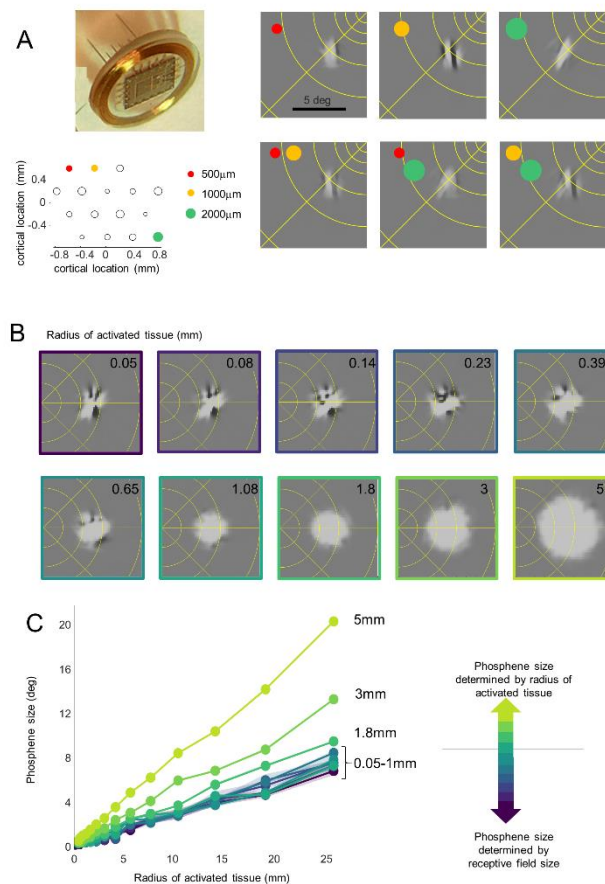 A
5 deg
cortical location (mm)
0.4
-0.4
-0.8
-0.4
0
0.4
0.8
cortical location (mm)
500μm
1000μm
2000μm
B
Radius of activated tissue (mm)
0.05
0.08
0.14
0.23
0.39
0.65
1.08
1.8
3
5
C
Phosphene size (deg)
20
16
12
8
4
0
0
5
10
15
20
25
Radius of activated tissue (mm)
5mm
3mm
1.8mm
0.05-1mm
Phosphene size
determined by radius of
activated tissue
Phosphene size
determined by
receptive field size